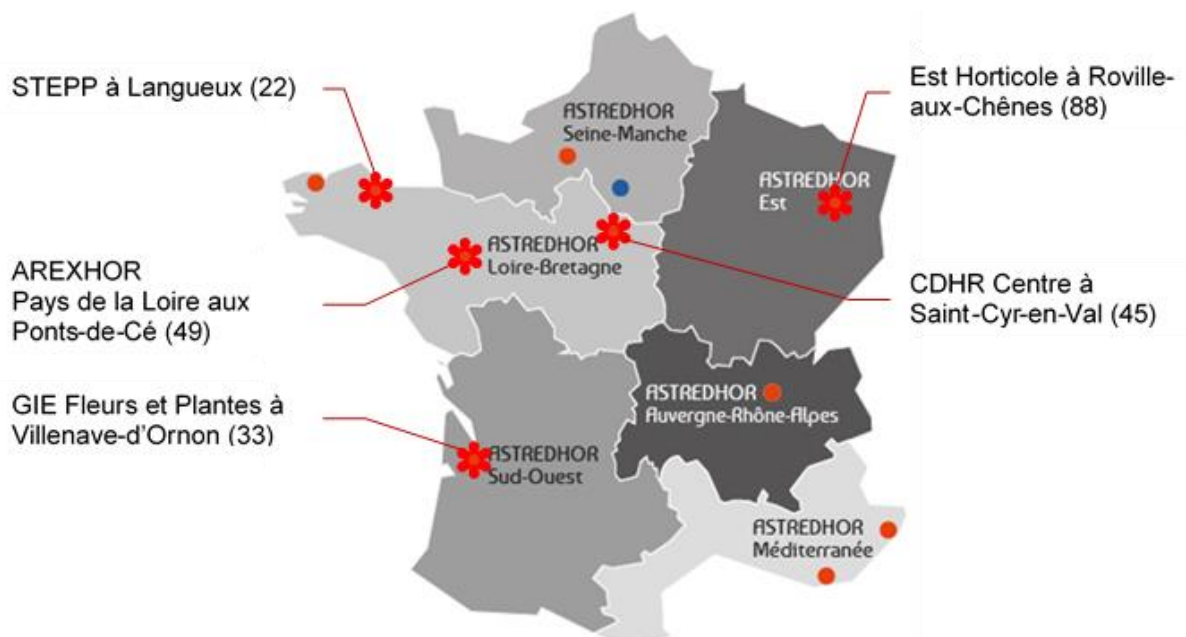 STEPP à Langueux (22)
AREXHOR
Pays de la Loire aux
Ponts-de-Cé (49)
GIE Fleurs et Plantes à
Villenave-d'Ornon (33)
ASTREDHOR
Seine-Manche
ASTREDHOR
Est
ASTREDHOR
Loire-Bretagne
ASTREDHOR
Auvergne-Rhône-Alpes
ASTREDHOR
Sud-Ouest
ASTREDHOR
Méditerranée
Est Horticole à Roville-
aux-Chênes (88)
CDHR Centre à
Saint-Cyr-en-Val (45)